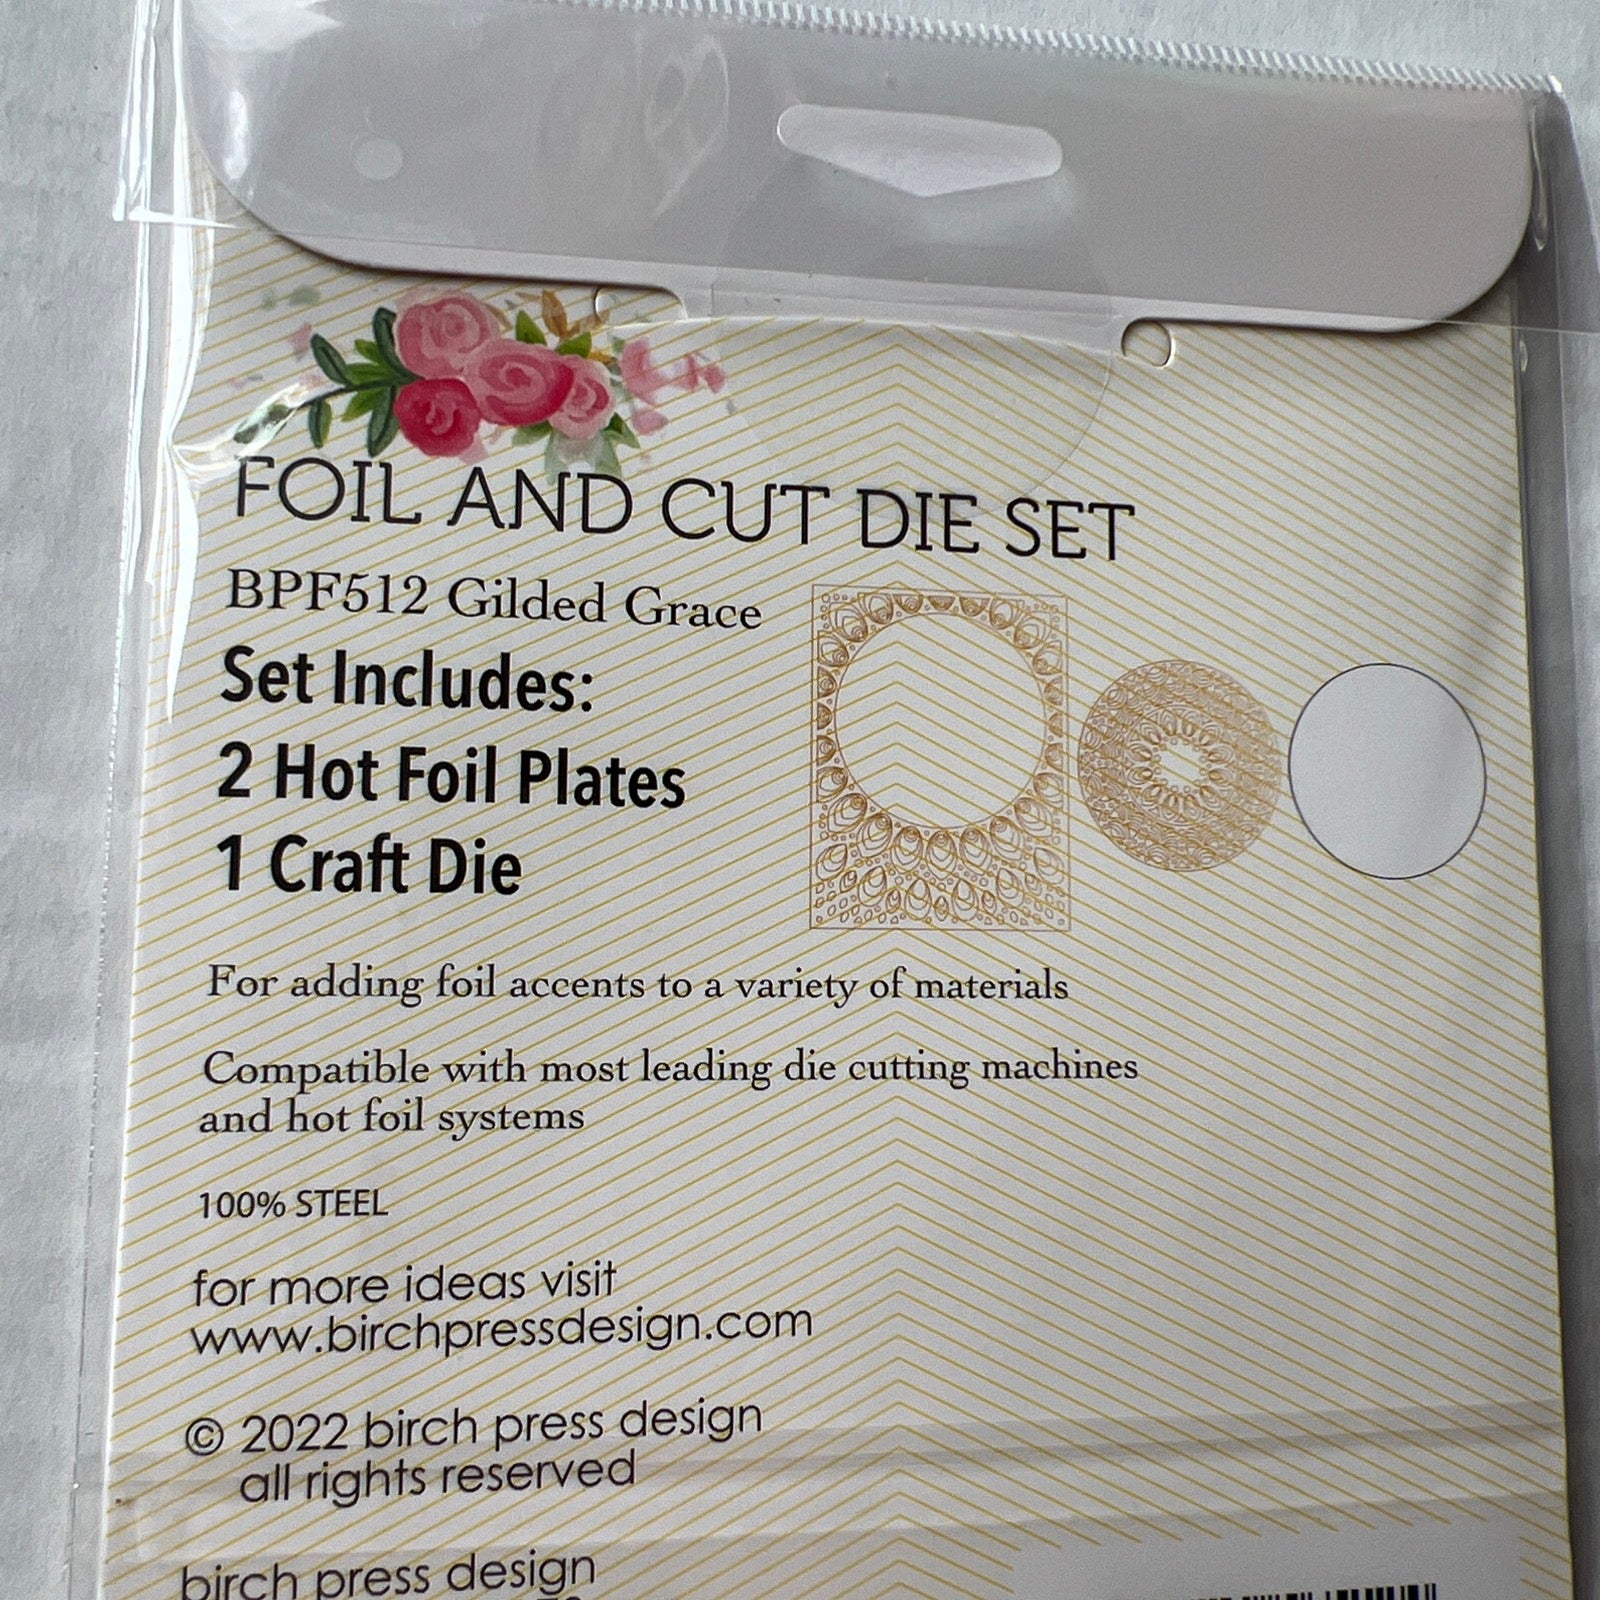 FOIL AND CUT DIE SET
BPF512 Gilded Grace
Set Includes:
2 Hot Foil Plates
1 Craft Die
For adding foil accents to a variety of materials
Compatible with most leading die cutting machines
and hot foil systems
100% STEEL
for more ideas visit
www.birchpressdesign.com
© 2022 birch press design
all rights reserved
birch press design